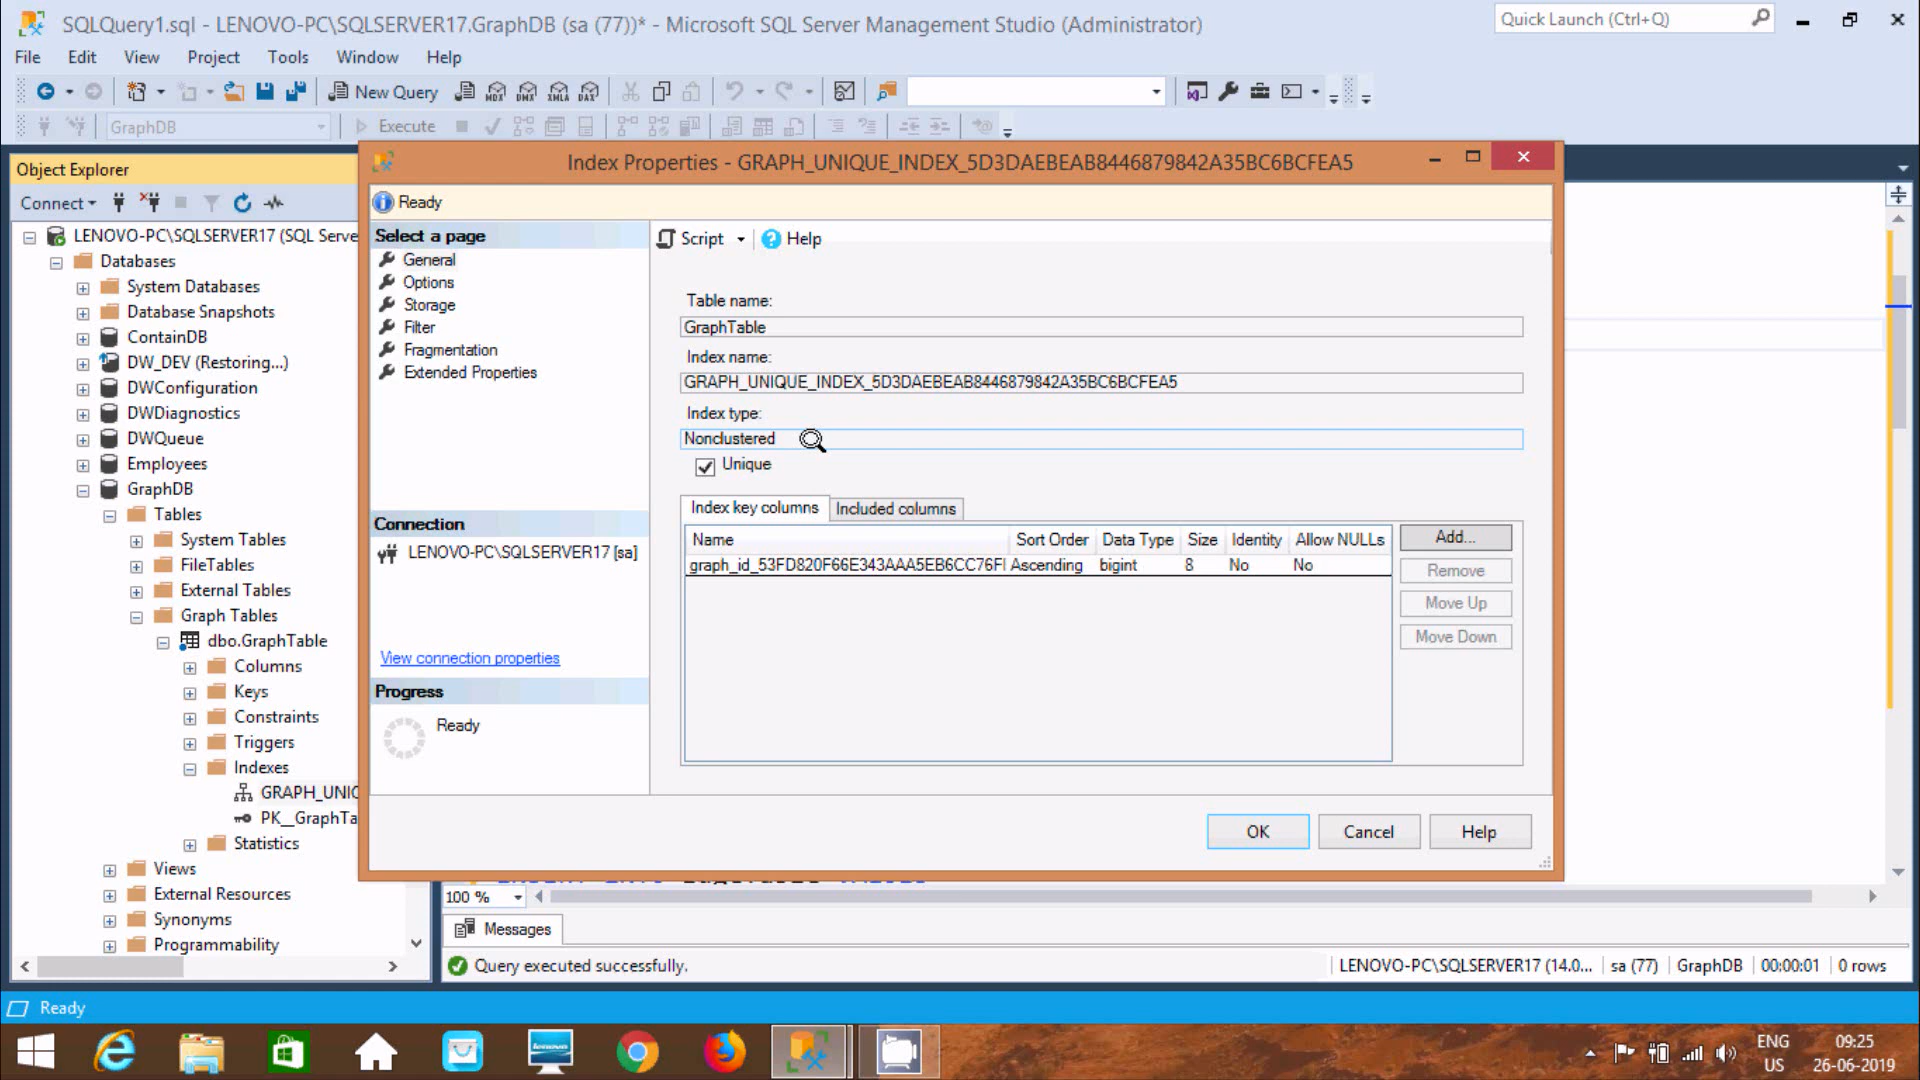 SQLQuery1.sql - LENOVO-PC\SQLSERVER17.GraphDB (sa (77))* - Microsoft SQL Server Management Studio (Administrator)
Quick Launch (Ctrl+Q)
File Edit View Project Tools Window Help
New Query
MDX DMX XMLA DAX
GraphDB
Execute
Object Explorer
Connect
LENOVO-PC\SQLSERVER17 (SQL Serve
Databases
System Databases
Database Snapshots
ContainDB
DW_DEV (Restoring...)
DWConfiguration
DWDiagnostics
DWQueue
Employees
GraphDB
Tables
System Tables
FileTables
External Tables
Graph Tables
dbo.GraphTable
Columns
Keys
Constraints
Triggers
Indexes
GRAPH_UNIC
PK__GraphTa
Statistics
Views
External Resources
Synonyms
Programmability
Index Properties - GRAPH_UNIQUE_INDEX_5D3DAEBEAB8446879842A35BC6BCFEA5
Ready
Select a page
General
Options
Storage
Filter
Fragmentation
Extended Properties
Connection
LENOVO-PC\SQLSERVER17 [sa]
View connection properties
Progress
Ready
Script
Help
Table name:
GraphTable
Index name:
GRAPH_UNIQUE_INDEX_5D3DAEBEAB8446879842A35BC6BCFEA5
Index type:
Nonclustered
Unique
Index key columns Included columns
Name Sort Order Data Type Size Identity Allow NULLs
graph_id_53FD820F66E343AAA5EB6CC76FI Ascending bigint 8 No No
Add...
Remove
Move Up
Move Down
OK Cancel Help
100 %
Messages
Query executed successfully.
LENOVO-PC\SQLSERVER17 (14.0... sa (77) GraphDB 00:00:01 0 rows
Ready
ENG
US
09:25
26-06-2019